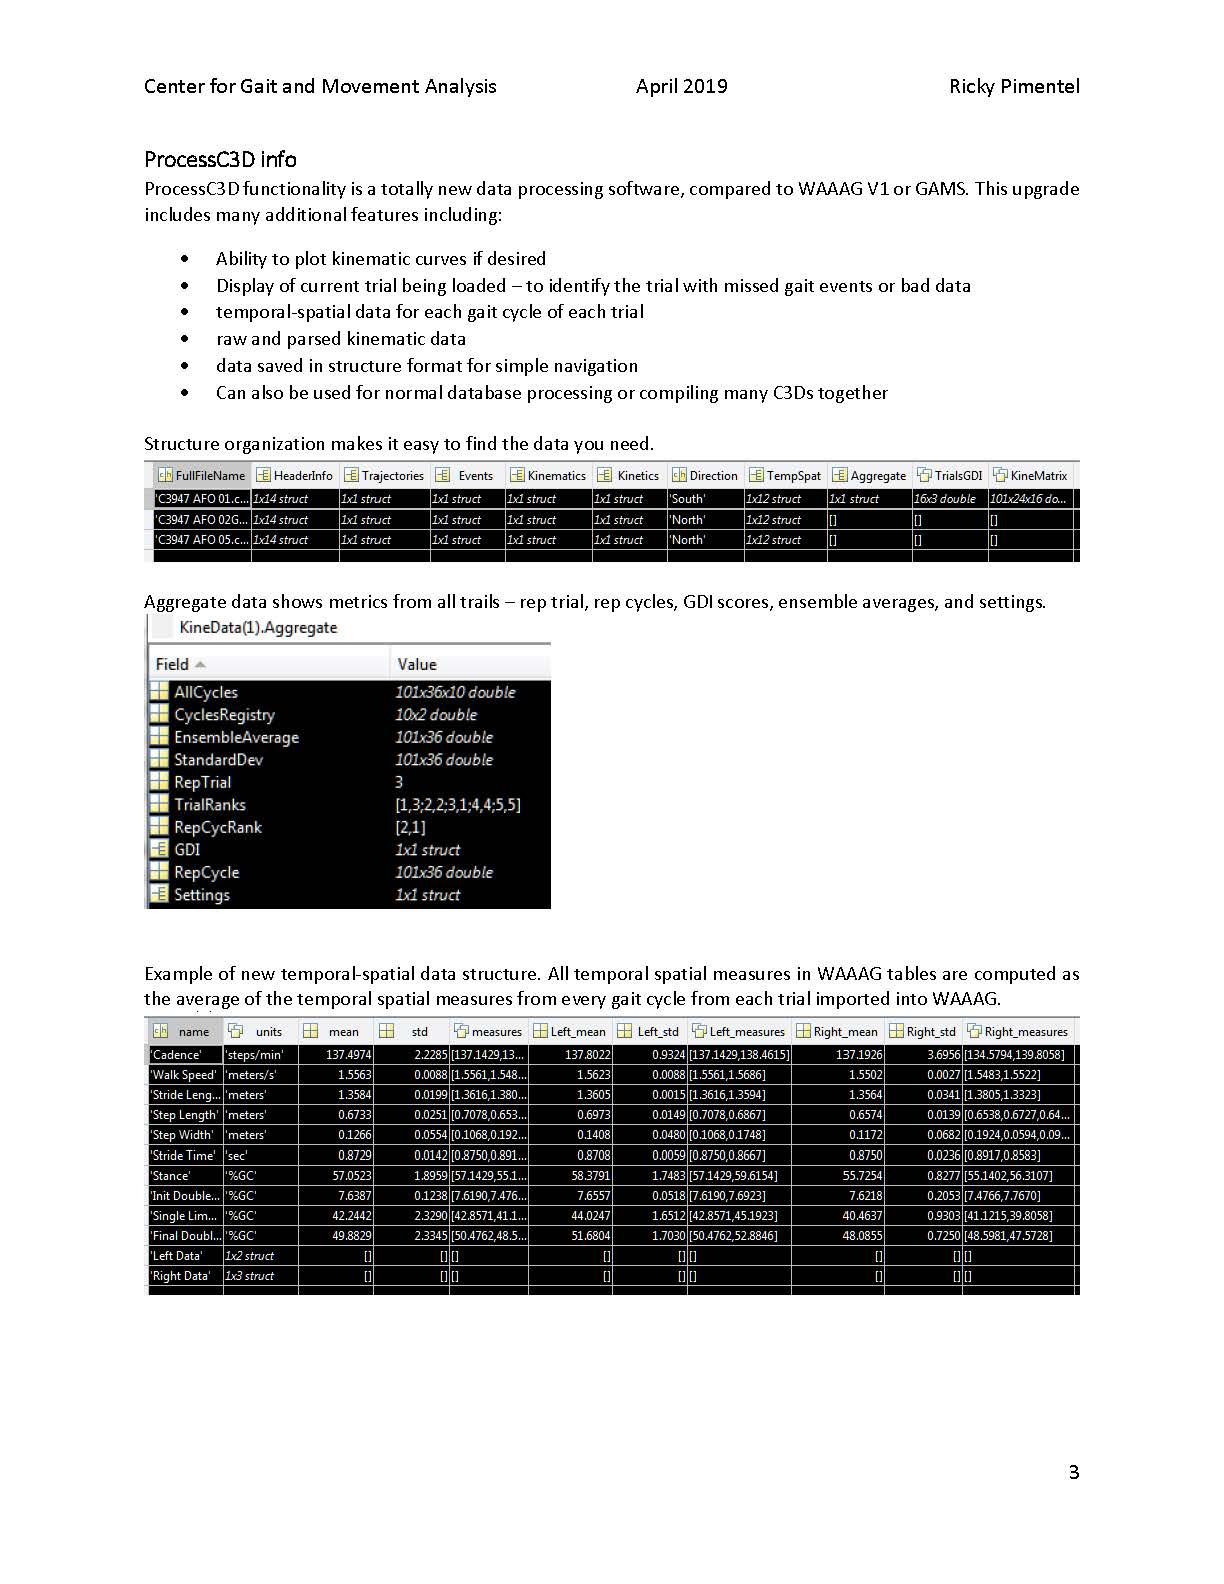 Center for Gait and Movement Analysis April 2019 Ricky Pimentel
ProcessC3D info
ProcessC3D functionality is a totally new data processing software, compared to WAAAG V1 or GAMS. This upgrade
includes many additional features including:
• Ability to plot kinematic curves if desired
• Display of current trial being loaded – to identify the trial with missed gait events or bad data
• temporal-spatial data for each gait cycle of each trial
• raw and parsed kinematic data
• data saved in structure format for simple navigation
• Can also be used for normal database processing or compiling many C3Ds together
Structure organization makes it easy to find the data you need.
FullFileName HeaderInfo Trajectories Events Kinematics Kinetics Direction TempSpat Aggregate TrialsGDI KineMatrix
'C3947 AFO 01.c... 1x14 struct 1x1 struct 1x1 struct 1x1 struct 1x1 struct 'South' 1x12 struct 1x1 struct 16x3 double 101x24x16 do...
'C3947 AFO 02G... 1x14 struct 1x1 struct 1x1 struct 1x1 struct 1x1 struct 'North' 1x12 struct [] [] []
'C3947 AFO 05.c... 1x14 struct 1x1 struct 1x1 struct 1x1 struct 1x1 struct 'North' 1x12 struct [] [] []
Aggregate data shows metrics from all trails – rep trial, rep cycles, GDI scores, ensemble averages, and settings.
KineData(1).Aggregate
Field Value
AllCycles 101x36x10 double
CyclesRegistry 10x2 double
EnsembleAverage 101x36 double
StandardDev 101x36 double
RepTrial 3
TrialRanks [1,3;2,2;3,1;4,4;5,5]
RepCycRank [2,1]
GDI 1x1 struct
RepCycle 101x36 double
Settings 1x1 struct
Example of new temporal-spatial data structure. All temporal spatial measures in WAAAG tables are computed as
the average of the temporal spatial measures from every gait cycle from each trial imported into WAAAG.
name units mean std measures Left_mean Left_std Left_measures Right_mean Right_std Right_measures
'Cadence' 'steps/min' 137.4974 2.2285 [137.1429,13... 137.8022 0.9324 [137.1429,138.4615] 137.1926 3.6956 [134.5794,139.8058]
'Walk Speed' 'meters/s' 1.5563 0.0088 [1.5561,1.548... 1.5623 0.0088 [1.5561,1.5686] 1.5502 0.0027 [1.5483,1.5522]
'Stride Leng... 'meters' 1.3584 0.0199 [1.3616,1.380... 1.3605 0.0015 [1.3616,1.3594] 1.3564 0.0341 [1.3805,1.3323]
'Step Length' 'meters' 0.6733 0.0251 [0.7078,0.653... 0.6973 0.0149 [0.7078,0.6867] 0.6574 0.0139 [0.6538,0.6727,0.64...
'Step Width' 'meters' 0.1266 0.0554 [0.1068,0.192... 0.1408 0.0480 [0.1068,0.1748] 0.1172 0.0682 [0.1924,0.0594,0.09...
'Stride Time' 'sec' 0.8729 0.0142 [0.8750,0.891... 0.8708 0.0059 [0.8750,0.8667] 0.8750 0.0236 [0.8917,0.8583]
'Stance' '%GC' 57.0523 1.8959 [57.1429,55.1... 58.3791 1.7483 [57.1429,59.6154] 55.7254 0.8277 [55.1402,56.3107]
'Init Double... '%GC' 7.6387 0.1238 [7.6190,7.476... 7.6557 0.0518 [7.6190,7.6923] 7.6218 0.2053 [7.4766,7.7670]
'Single Lim... '%GC' 42.2442 2.3290 [42.8571,41.1... 44.0247 1.6512 [42.8571,45.1923] 40.4637 0.9303 [41.1215,39.8058]
'Final Doubl... '%GC' 49.8829 2.3345 [50.4762,48.5... 51.6804 1.7030 [50.4762,52.8846] 48.0855 0.7250 [48.5981,47.5728]
'Left Data' 1x2 struct [] [] [] [] [] [] [] [] []
'Right Data' 1x3 struct [] [] [] [] [] [] [] [] []
3